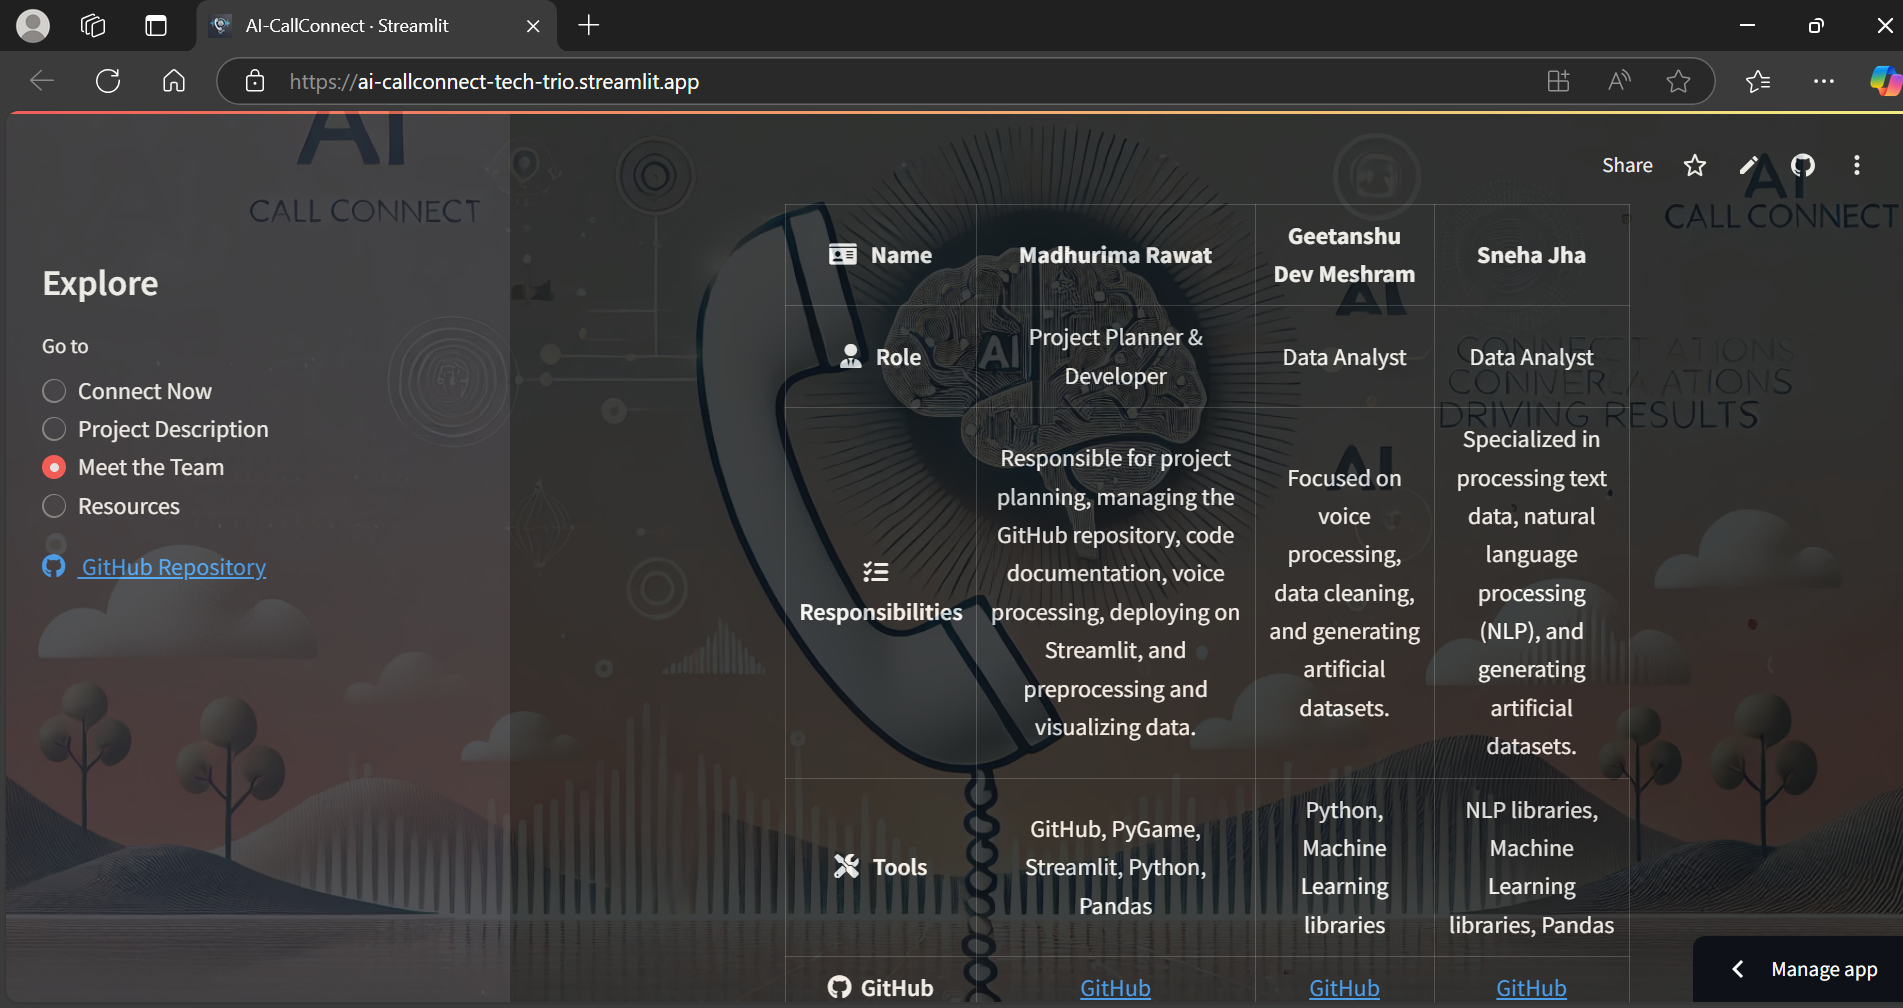 AI-CallConnect · Streamlit
https://ai-callconnect-tech-trio.streamlit.app
AI
CALL CONNECT
Share
AI
CALL CONNECT
Explore
Go to
Connect Now
Project Description
Meet the Team
Resources
GitHub Repository
Name
Madhurima Rawat
Geetanshu
Dev Meshram
Sneha Jha
AI
Role
Project Planner &
Developer
Data Analyst
Data Analyst
AI
CONNERCATIONS
DRIVING RESULTS
Responsibilities
Responsible for project
planning, managing the
GitHub repository, code
documentation, voice
processing, deploying on
Streamlit, and
preprocessing and
visualizing data.
Focused on
voice
processing,
data cleaning,
and generating
artificial
datasets.
AI
Specialized in
processing text
data, natural
language
processing
(NLP), and
generating
artificial
datasets.
Tools
GitHub, PyGame,
Streamlit, Python,
Pandas
Python,
Machine
Learning
libraries
NLP libraries,
Machine
Learning
libraries, Pandas
GitHub
GitHub
GitHub
GitHub
Manage app